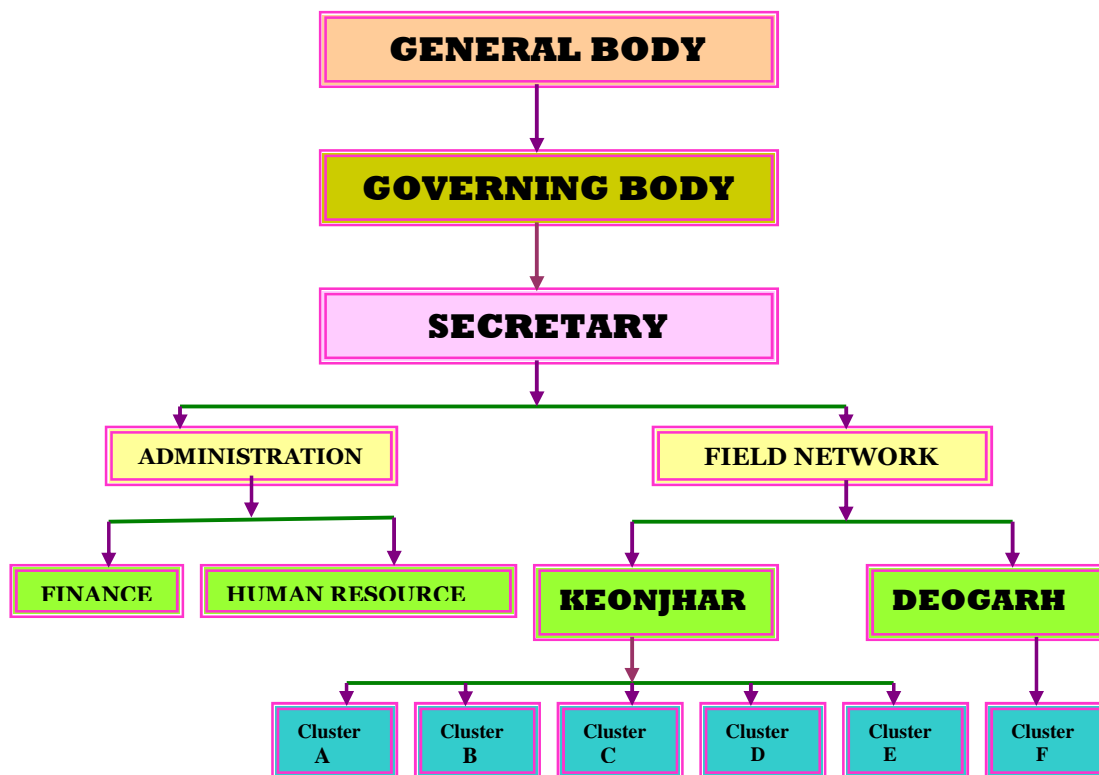 GENERAL BODY
GOVERNING BODY
SECRETARY
ADMINISTRATION
FIELD NETWORK
FINANCE
HUMAN RESOURCE
KEONJHAR
DEOGARH
Cluster
A
Cluster
B
Cluster
C
Cluster
D
Cluster
E
Cluster
F